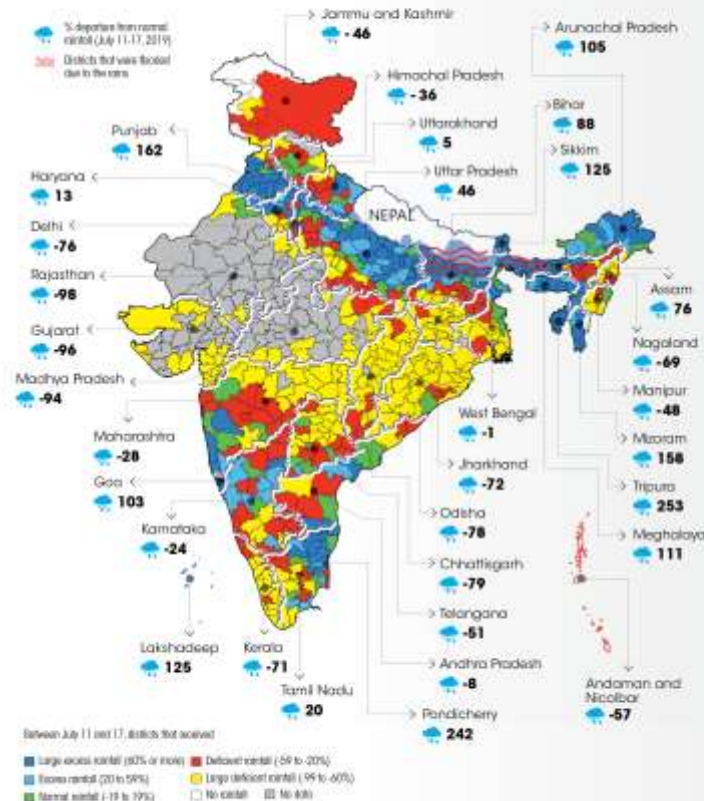 % departure from normal
rainfall (July 11-17, 2019)
Districts that were flooded
due to the rains
Jammu and Kashmir
- 46
Arunachal Pradesh
105
Himachal Pradesh
- 36
Bihar
88
Uttarakhand
5
Sikkim
125
Punjab
162
Uttar Pradesh
46
Haryana
13
NEPAL
Delhi
-76
Rajasthan
-98
Assam
76
Gujarat
-96
Nagaland
-69
Madhya Pradesh
-94
Manipur
-48
West Bengal
-1
Maharashtra
-28
Mizoram
158
Jharkhand
-72
Goa
103
Tripura
253
Odisha
-78
Karnataka
-24
Meghalaya
111
Chhattisgarh
-79
Telangana
-51
Lakshadeep
125
Kerala
-71
Andhra Pradesh
-8
Tamil Nadu
20
Andaman and
Nicolbar
-57
Pondicherry
242
Between July 11 and 17, districts that received
Large excess rainfall (60% or more)
Deficient rainfall (-59 to -20%)
Excess rainfall (20 to 59%)
Large deficient rainfall (-99 to -60%)
Normal rainfall (-19 to 19%)
No rainfall
No data